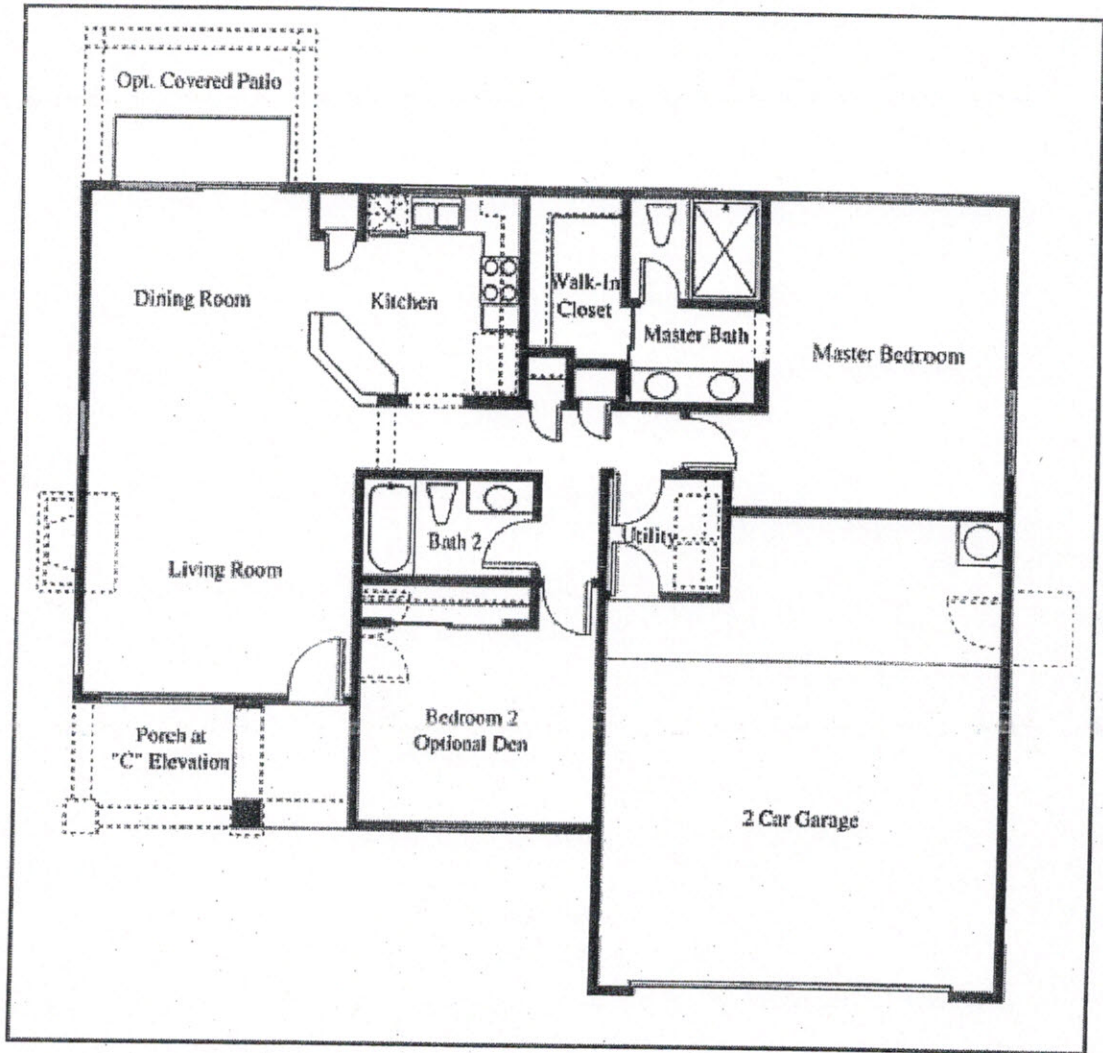 Opt. Covered Patio
Dining Room
Kitchen
Walk-In
Closet
Master Bath
Master Bedroom
Bath 2
Utility
Living Room
Bedroom 2
Optional Den
Porch at
"C" Elevation
2 Car Garage